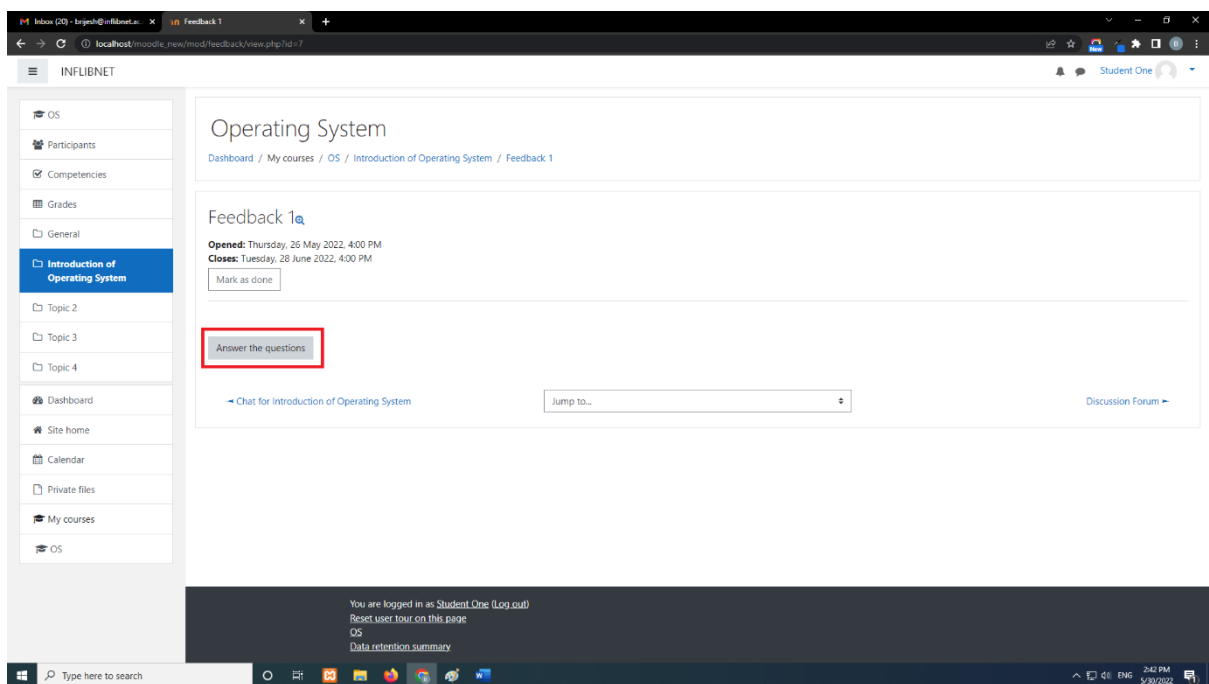 Inbox (20) - brijesh@inflibnet.ac.
Feedback 1
localhost/moodle_new/mod/feedback/view.php?id=7
New
INFLIBNET
Student One
OS
Participants
Competencies
Grades
General
Introduction of
Operating System
Topic 2
Topic 3
Topic 4
Dashboard
Site home
Calendar
Private files
My courses
OS
Operating System
Dashboard / My courses / OS / Introduction of Operating System / Feedback 1
Feedback 1
Opened: Thursday, 26 May 2022, 4:00 PM
Closes: Tuesday, 28 June 2022, 4:00 PM
Mark as done
Answer the questions
◄ Chat for Introduction of Operating System
Jump to...
Discussion Forum ►
You are logged in as Student One (Log out)
Reset user tour on this page
OS
Data retention summary
Type here to search
ENG
2:42 PM
5/30/2022